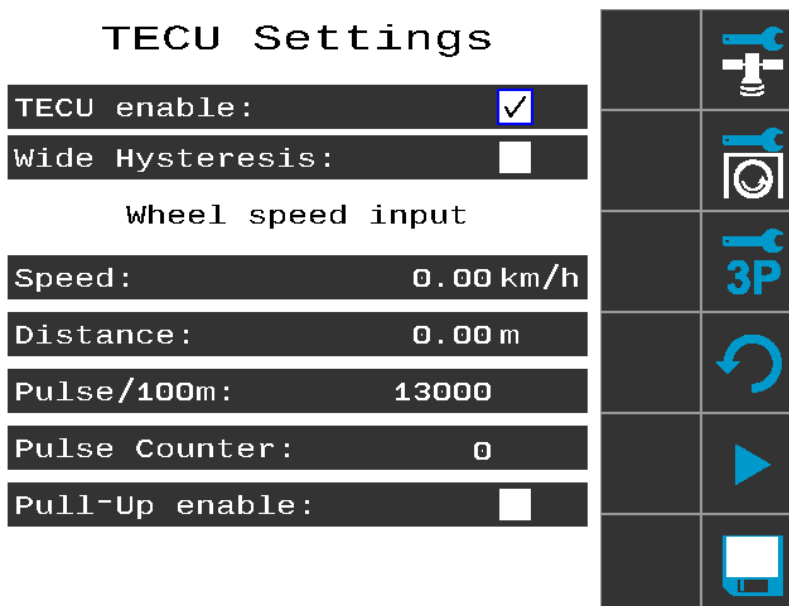 TECU Settings
TECU enable:
Wide Hysteresis:
Wheel speed input
Speed: 0.00 km/h
Distance: 0.00 m
3P
Pulse/100m: 13000
Pulse Counter: 0
Pull-Up enable: